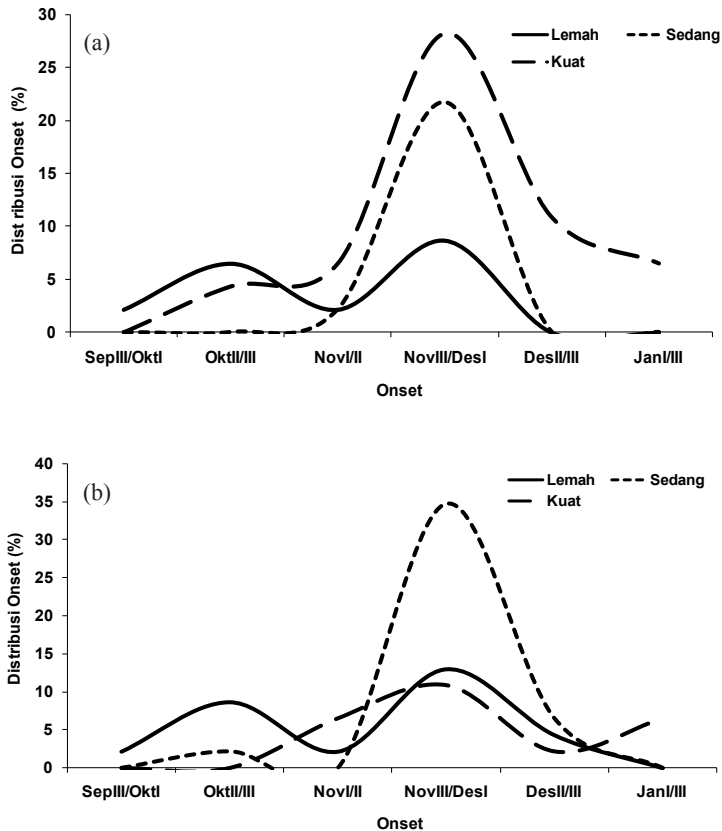 (a)
Lemah Sedang
Kuat
30
25
20
15
10
5
0
Dist ribusi Onset (%)
SepIII/OktI OktII/III NovI/II NovIII/DesI DesII/III JanI/III
Onset
(b)
Lemah Sedang
Kuat
40
35
30
25
20
15
10
5
0
Distribusi Onset (%)
SepIII/OktI OktII/III NovI/II NovIII/DesI DesII/III JanI/III
Onset